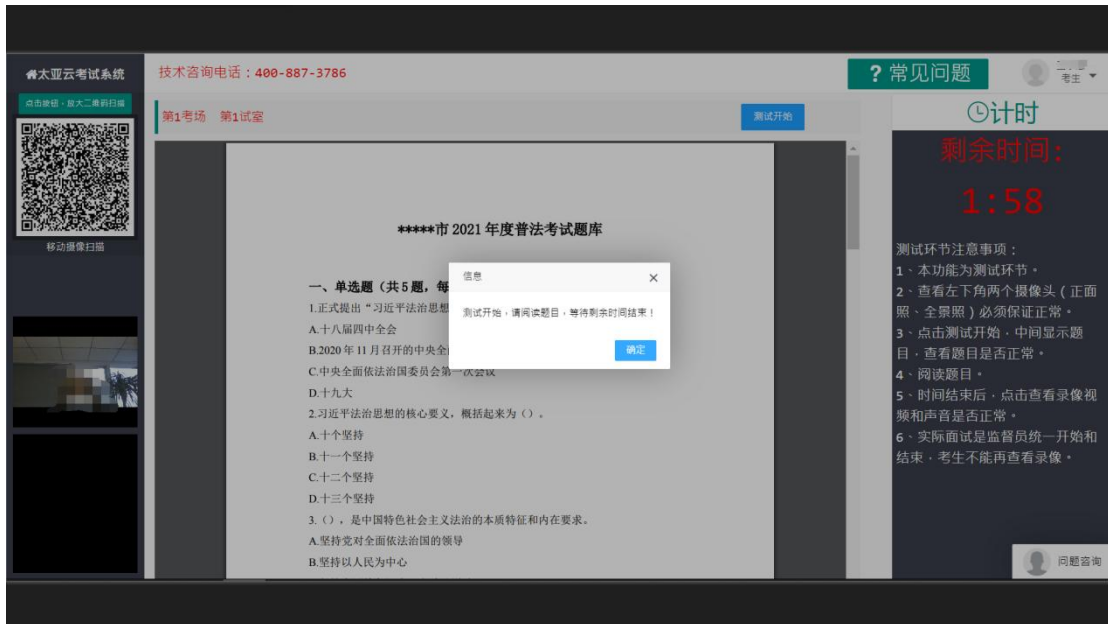 太亚云考试系统
技术咨询电话：400-887-3786
? 常见问题
考生
点击按钮，放大二维码扫描
移动摄像扫描
第1考场 第1试室
测试开始
*****市 2021 年度普法考试题库
一、单选题（共 5 题，每
1.正式提出“习近平法治思想
A.十八届四中全会
B.2020 年 11 月召开的中央全
C.中央全面依法治国委员会第一次会议
D.十九大
2.习近平法治思想的核心要义，概括起来为（）。
A.十个坚持
B.十一个坚持
C.十二个坚持
D.十三个坚持
3.（），是中国特色社会主义法治的本质特征和内在要求。
A.坚持党对全面依法治国的领导
B.坚持以人民为中心
信息
测试开始，请阅读题目，等待剩余时间结束！
确定
计时
剩余时间：
1:58
测试环节注意事项：
1、本功能为测试环节。
2、查看左下角两个摄像头（正面
照、全景照）必须保证正常。
3、点击测试开始，中间显示题
目，查看题目是否正常。
4、阅读题目。
5、时间结束后，点击查看录像视
频和声音是否正常。
6、实际面试是监督员统一开始和
结束，考生不能再查看录像。
问题咨询